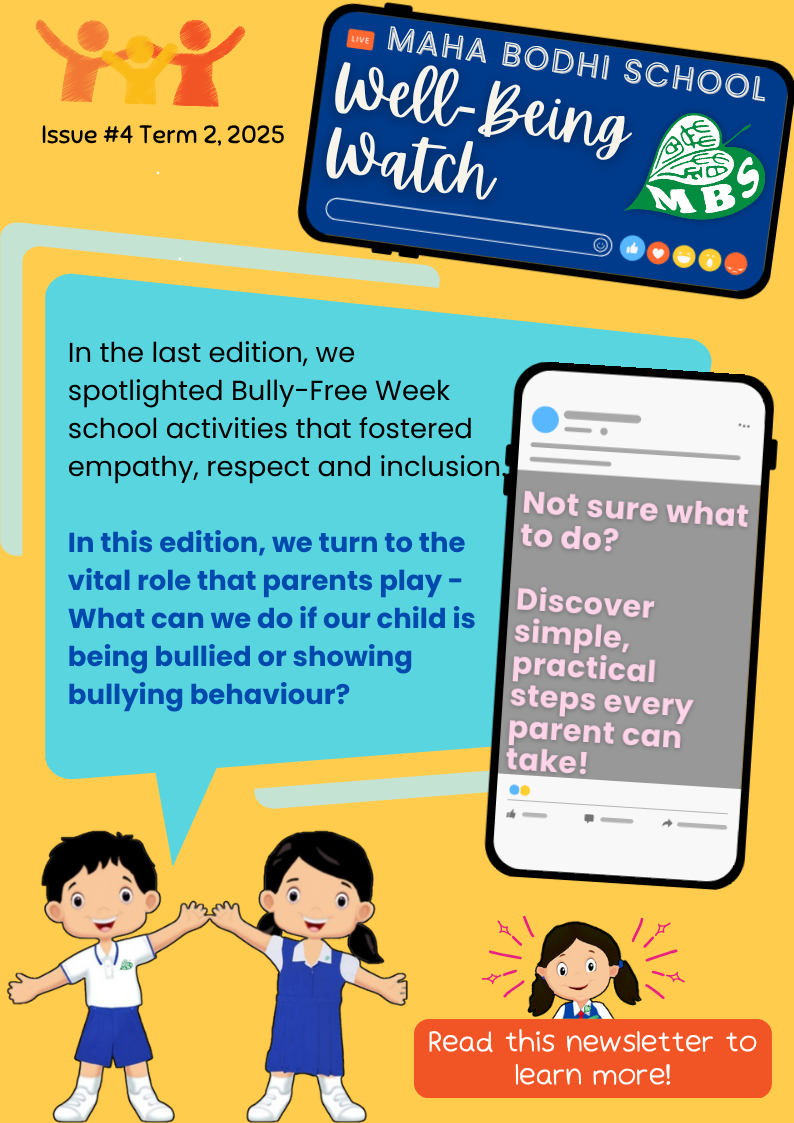 Issue #4 Term 2, 2025
LIVE
MAHA BODHI SCHOOL
Well-Being
Watch
MBS
In the last edition, we
spotlighted Bully-Free Week
school activities that fostered
empathy, respect and inclusion.
In this edition, we turn to the
vital role that parents play -
What can we do if our child is
being bullied or showing
bullying behaviour?
Not sure what
to do?
Discover
simple,
practical
steps every
parent can
take!
Read this newsletter to
learn more!